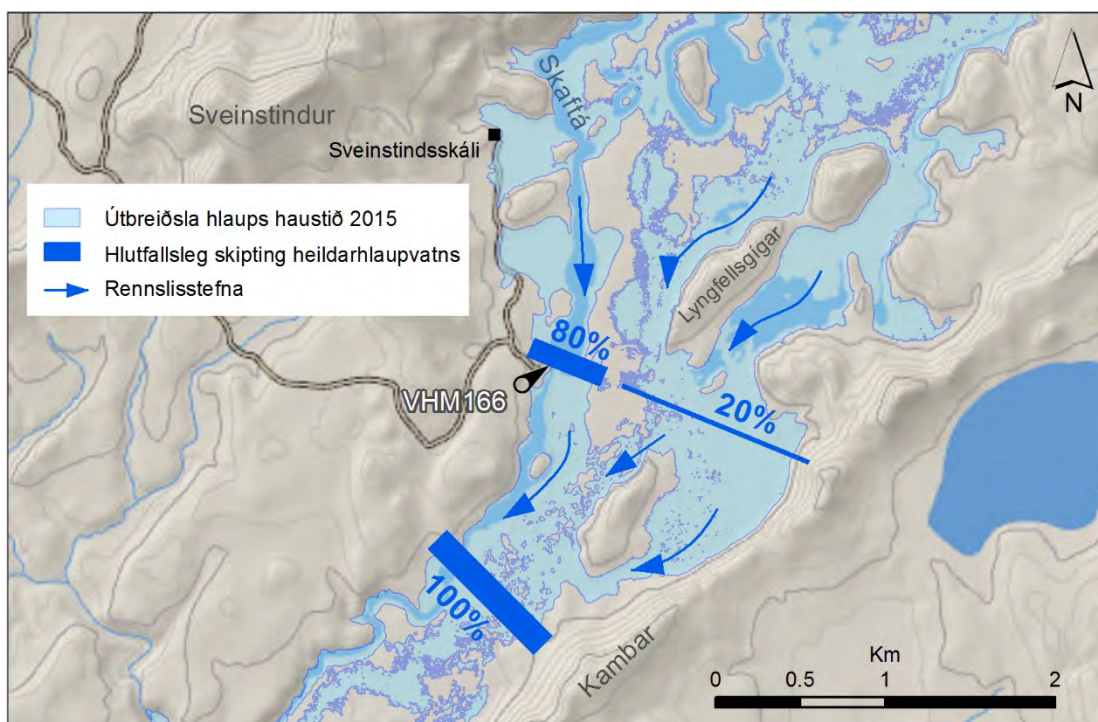 Skaftá
N
Sveinstindur
Sveinstindsskáli
Útbreiðsla hlaups haustið 2015
Hlutfallsleg skipting heildarhlaupvatns
Rennslisstefna
Lyngfellsgígar
80%
VHM166
20%
100%
Kambar
Km
0 0.5 1 2